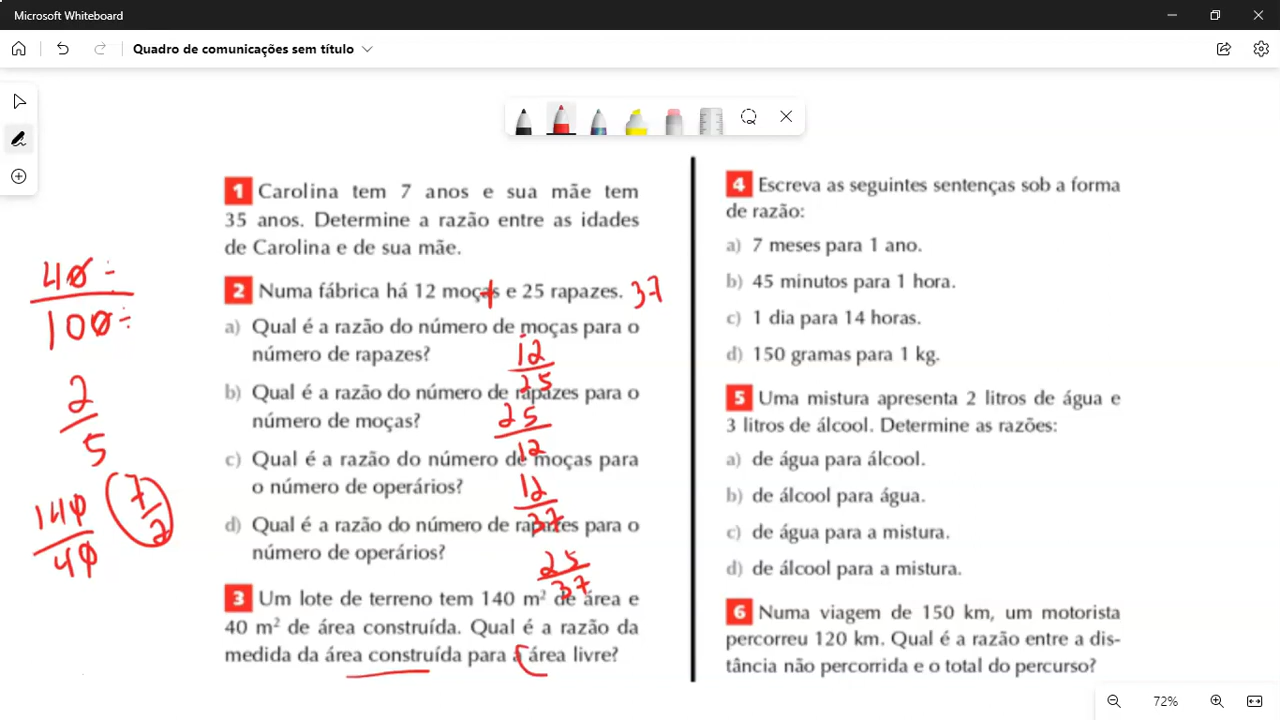 Microsoft Whiteboard
Quadro de comunicações sem título
1 Carolina tem 7 anos e sua mãe tem
35 anos. Determine a razão entre as idades
de Carolina e de sua mãe.
2 Numa fábrica há 12 moças e 25 rapazes. 37
a) Qual é a razão do número de moças para o
número de rapazes?
12
25
b) Qual é a razão do número de rapazes para o
número de moças?
25
12
c) Qual é a razão do número de moças para
o número de operários?
12
37
d) Qual é a razão do número de rapazes para o
número de operários?
25
37
3 Um lote de terreno tem 140 m² de área e
40 m² de área construída. Qual é a razão da
medida da área construída para a área livre?
40 ÷
100 ÷
2
5
140
40
7
2
4 Escreva as seguintes sentenças sob a forma
de razão:
a) 7 meses para 1 ano.
b) 45 minutos para 1 hora.
c) 1 dia para 14 horas.
d) 150 gramas para 1 kg.
5 Uma mistura apresenta 2 litros de água e
3 litros de álcool. Determine as razões:
a) de água para álcool.
b) de álcool para água.
c) de água para a mistura.
d) de álcool para a mistura.
6 Numa viagem de 150 km, um motorista
percorreu 120 km. Qual é a razão entre a dis-
tância não percorrida e o total do percurso?
72%